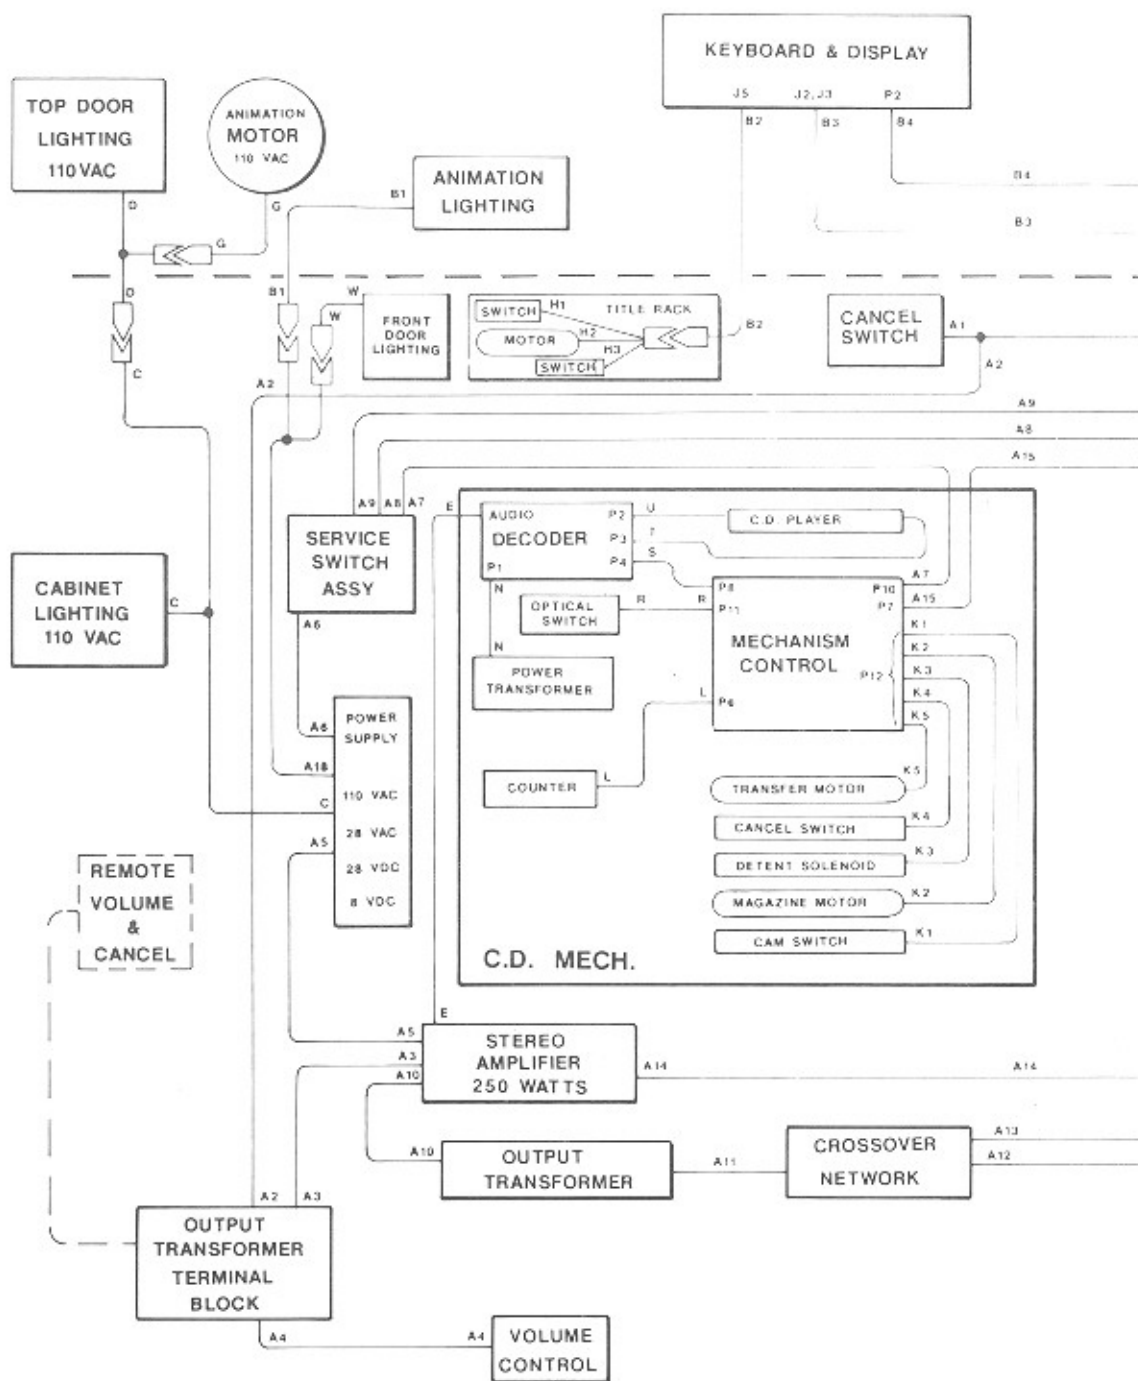 KEYBOARD & DISPLAY
J5 J2,J3 P2
B2 B3 B4
TOP DOOR
LIGHTING
110 VAC
ANIMATION
MOTOR
110 VAC
ANIMATION
LIGHTING
B1
B4
B3
D
G
G
D
B1
W
W
FRONT
DOOR
LIGHTING
SWITCH
H1
TITLE RACK
MOTOR
H2
H3
SWITCH
B2
CANCEL
SWITCH
A1
A2
C
A2
A9
A8
A15
A9 A8 A7
E
SERVICE
SWITCH
ASSY
A6
AUDIO
DECODER
P1
P2
P3
P4
U
T
S
C.D. PLAYER
N
N
OPTICAL
SWITCH
R
R
POWER
TRANSFORMER
P8
P11
P10
P7
MECHANISM
CONTROL
P12
P6
A7
A15
K1
K2
K3
K4
K5
L
COUNTER
L
TRANSFER MOTOR
K5
CANCEL SWITCH
K4
DETENT SOLENOID
K3
MAGAZINE MOTOR
K2
CAM SWITCH
K1
C.D. MECH.
CABINET
LIGHTING
110 VAC
C
A6
A18
C
A5
POWER
SUPPLY
110 VAC
28 VAC
28 VDC
8 VDC
REMOTE
VOLUME
&
CANCEL
E
A5
A3
A10
STEREO
AMPLIFIER
250 WATTS
A14
A14
A10
OUTPUT
TRANSFORMER
A11
CROSSOVER
NETWORK
A13
A12
A2 A3
OUTPUT
TRANSFORMER
TERMINAL
BLOCK
A4
A4
VOLUME
CONTROL